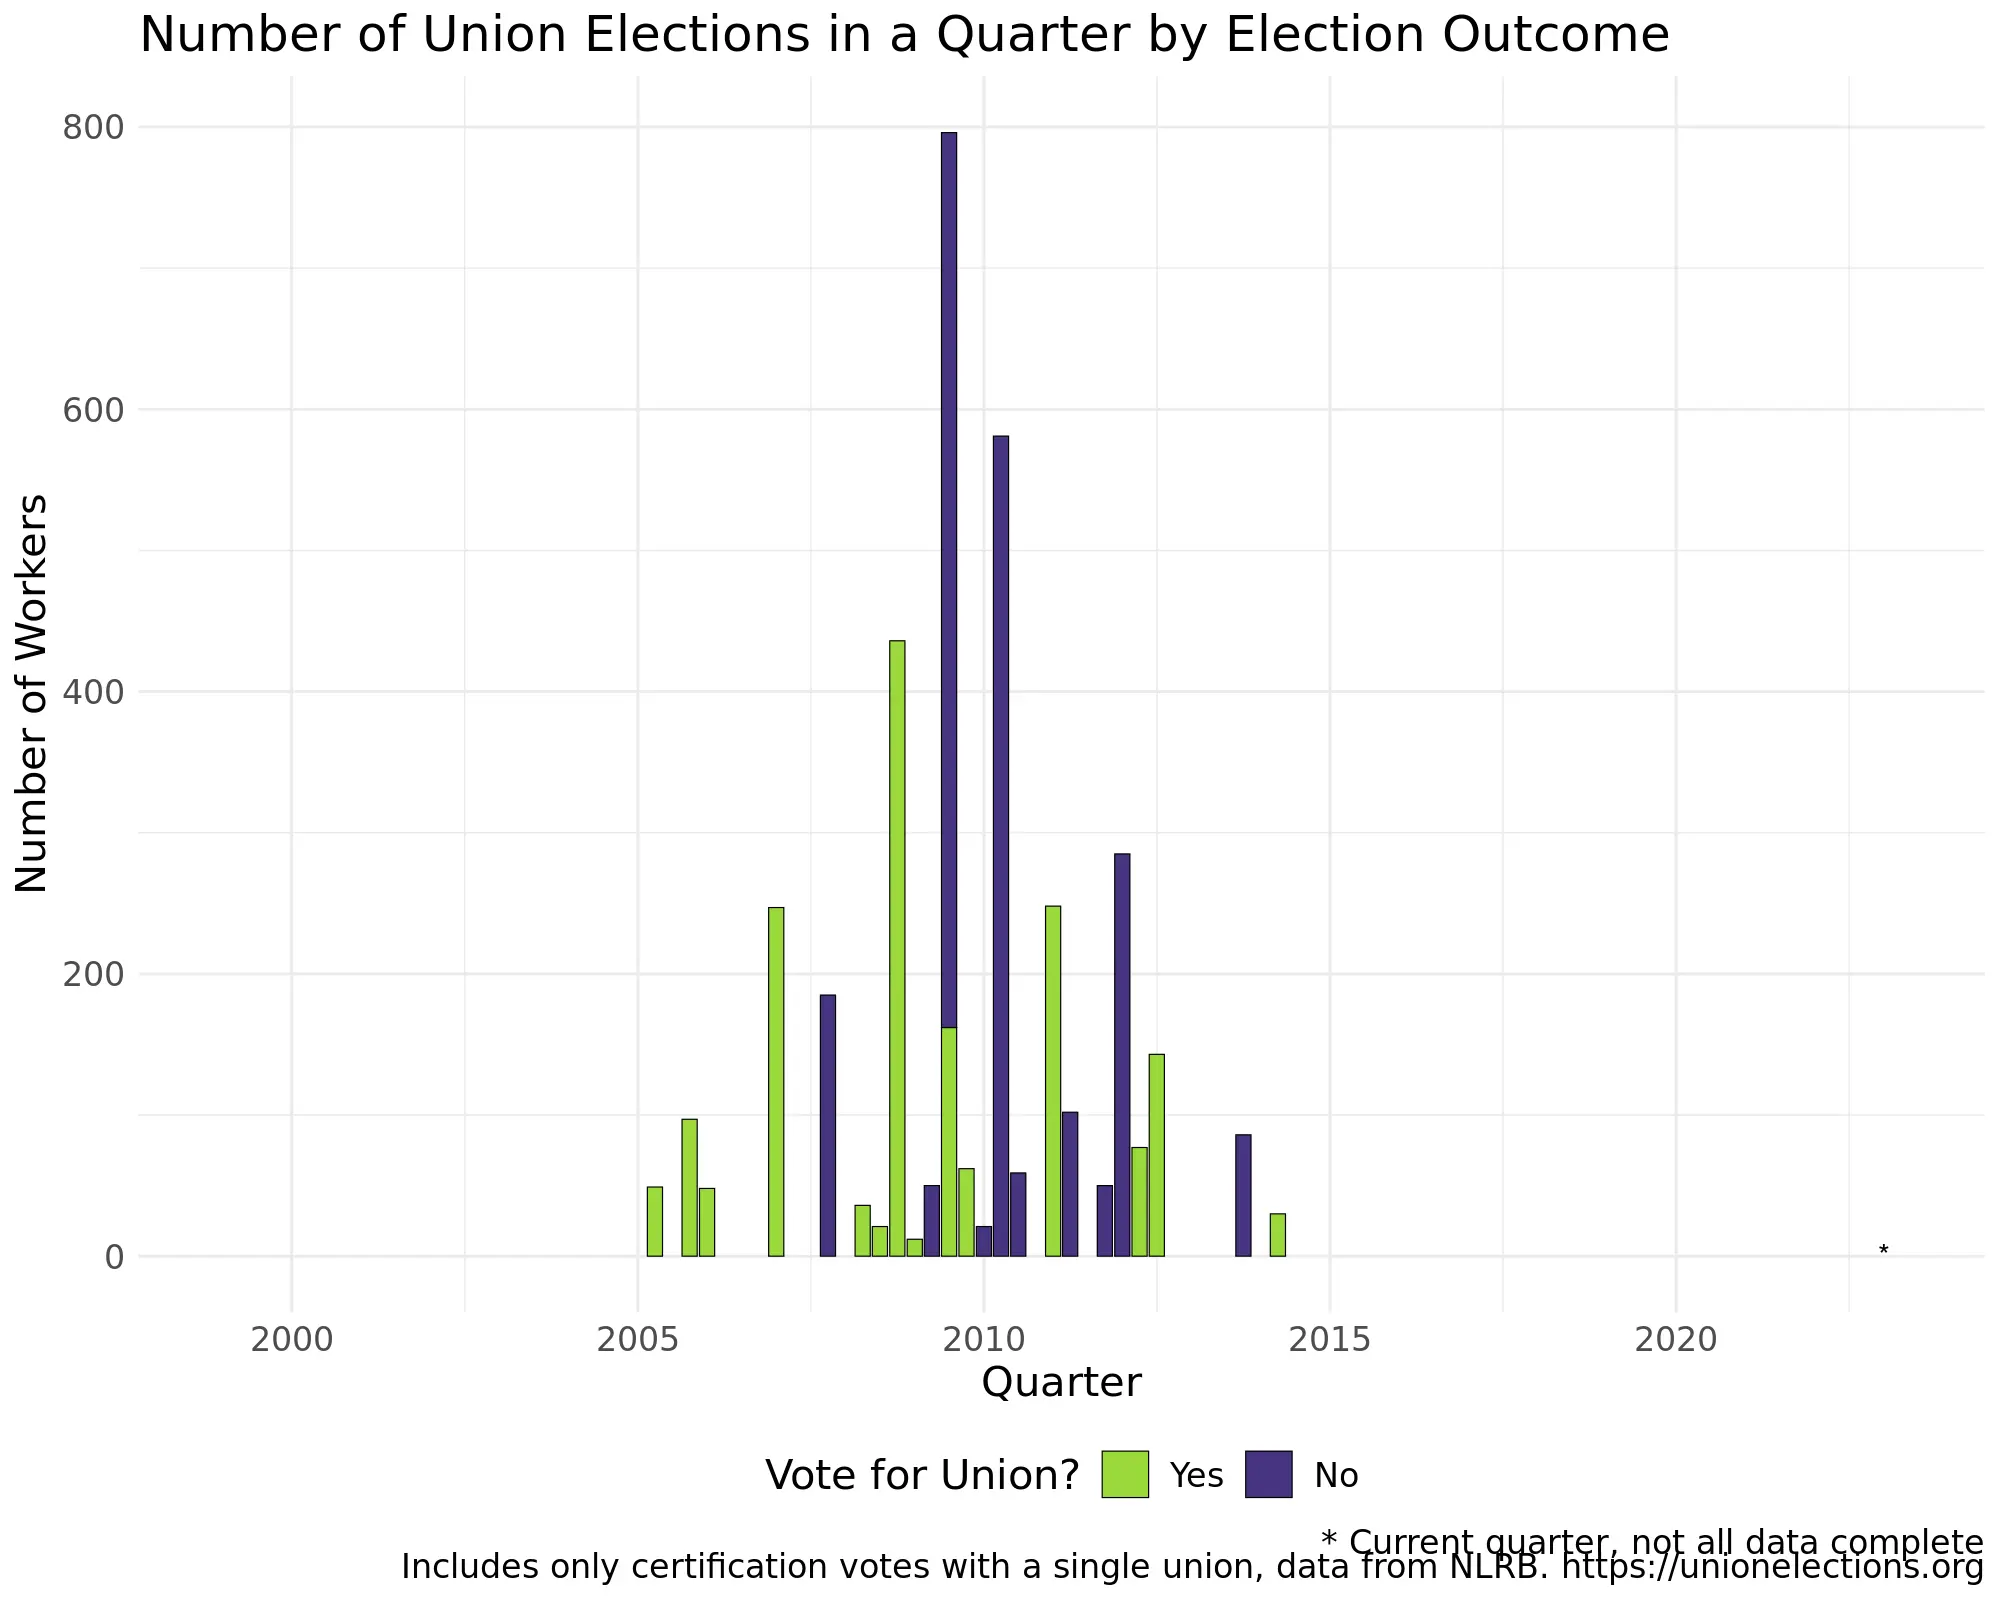 Number of Union Elections in a Quarter by Election Outcome
Number of Workers
800
600
400
200
0
*
2000 2005 2010 2015 2020
Quarter
Vote for Union? Yes No
* Current quarter, not all data complete
Includes only certification votes with a single union, data from NLRB. https://unionelections.org